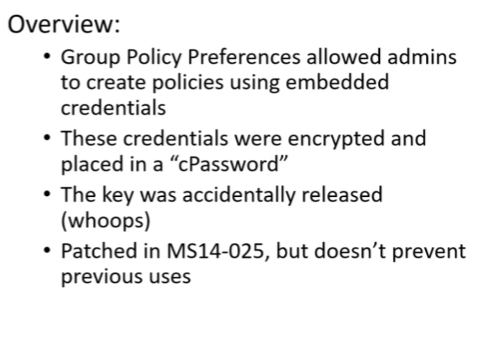 Overview:
• Group Policy Preferences allowed admins
to create policies using embedded
credentials
• These credentials were encrypted and
placed in a “cPassword”
• The key was accidentally released
(whoops)
• Patched in MS14-025, but doesn’t prevent
previous uses